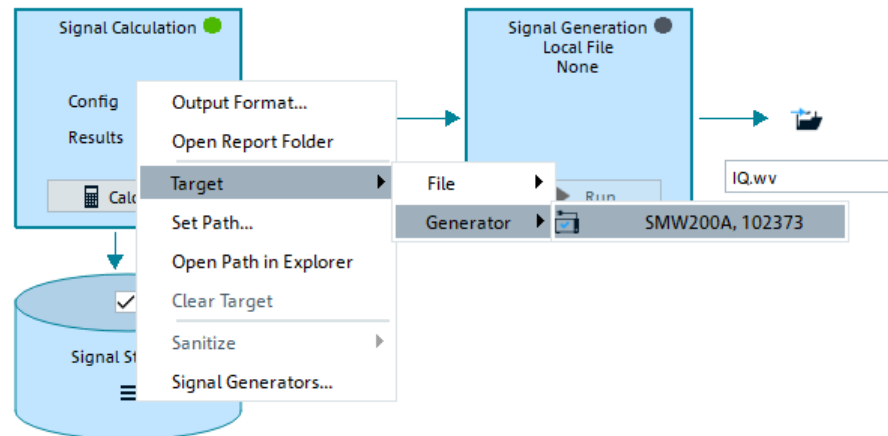 Signal Calculation
Signal Generation
Local File
None
Config
Results
Output Format...
Open Report Folder
Target
File
IQ.wv
Run
Set Path...
Generator
SMW200A, 102373
Open Path in Explorer
Clear Target
Sanitize
Signal Generators...
Signal